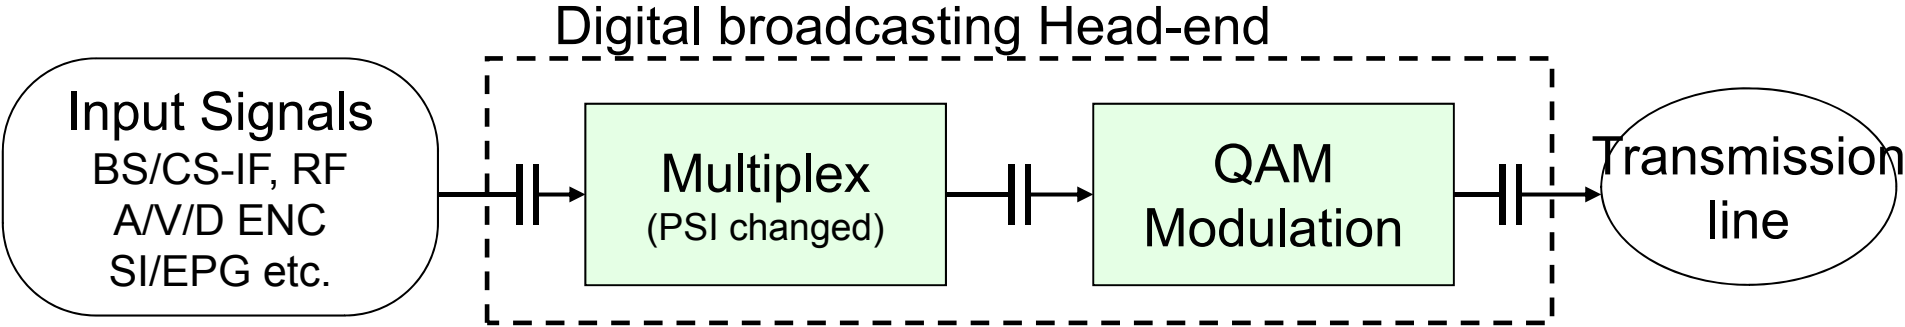 Digital broadcasting Head-end
Input Signals
BS/CS-IF, RF
A/V/D ENC
SI/EPG etc.
Multiplex
(PSI changed)
QAM
Modulation
Transmission
line